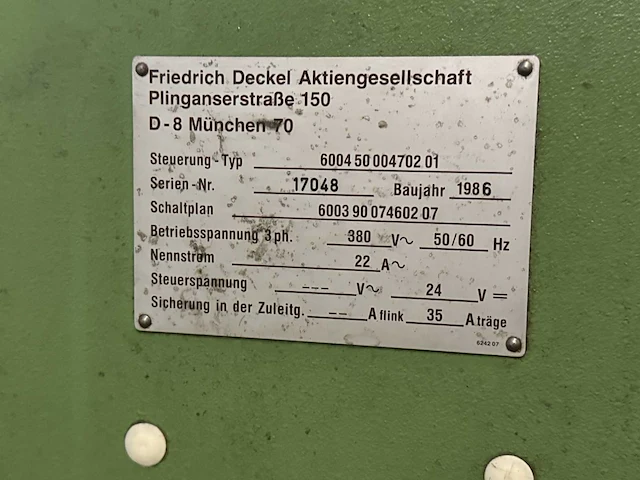 Friedrich Deckel Aktiengesellschaft
Plinganserstraße 150
D-8 München 70
Steuerung-Typ 6004 50 004702 01
Serien-Nr. 17048 Baujahr 1986
Schaltplan 6003 90 074602 07
Betriebsspannung 3 ph. 380 V~ 50/60 Hz
Nennstrom 22 A~
Steuerspannung --- V~ 24 V ⎓
Sicherung in der Zuleitg. -- A flink 35 A träge
6242 07